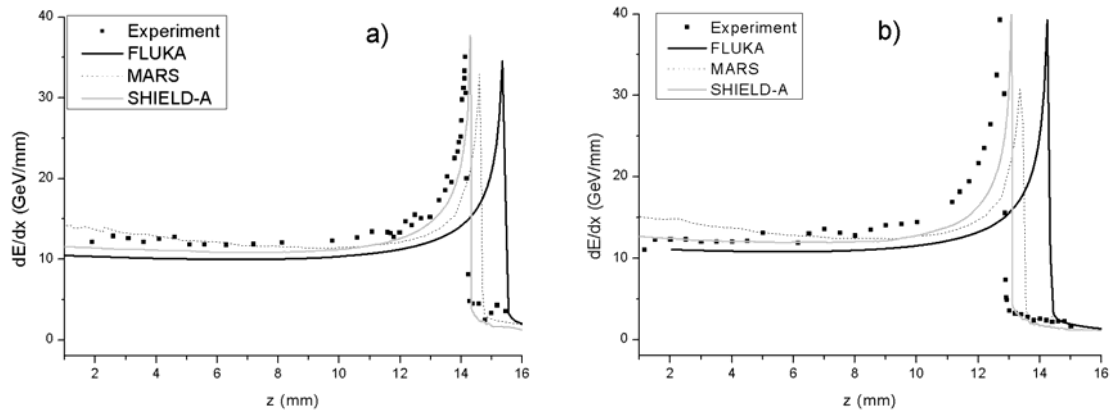 a)
Experiment
FLUKA
MARS
SHIELD-A
40
30
20
10
0
dE/dx (GeV/mm)
2 4 6 8 10 12 14 16
z (mm)
b)
Experiment
FLUKA
MARS
SHIELD-A
40
30
20
10
0
dE/dx (GeV/mm)
2 4 6 8 10 12 14 16
z (mm)